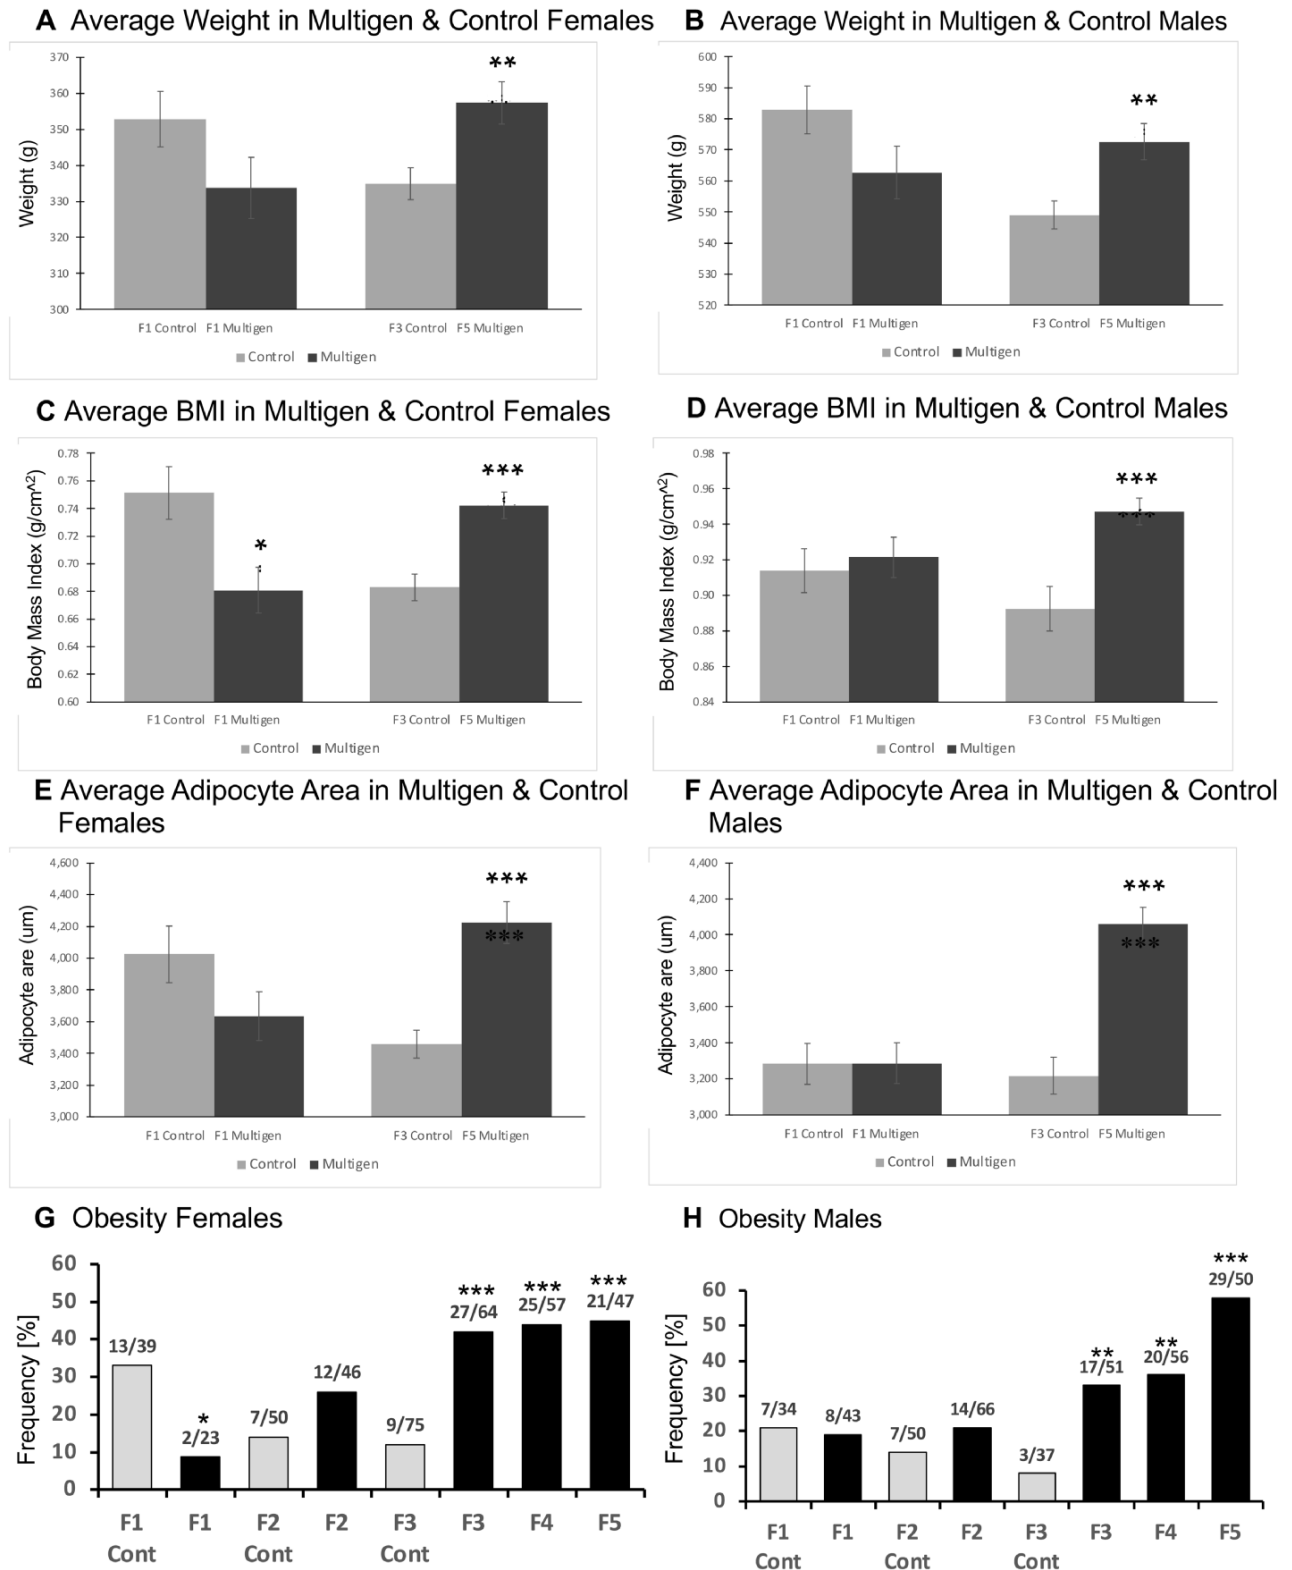 A Average Weight in Multigen & Control Females
370
360
350
340
330
320
310
300
Weight (g)
**
F1 Control F1 Multigen F3 Control F5 Multigen
Control Multigen
B Average Weight in Multigen & Control Males
600
590
580
570
560
550
540
530
520
Weight (g)
**
F1 Control F1 Multigen F3 Control F5 Multigen
Control Multigen
C Average BMI in Multigen & Control Females
0.78
0.76
0.74
0.72
0.70
0.68
0.66
0.64
0.62
0.60
Body Mass Index (g/cm^2)
*
***
F1 Control F1 Multigen F3 Control F5 Multigen
Control Multigen
D Average BMI in Multigen & Control Males
0.98
0.96
0.94
0.92
0.90
0.88
0.86
0.84
Body Mass Index (g/cm^2)
***
***
F1 Control F1 Multigen F3 Control F5 Multigen
Control Multigen
E Average Adipocyte Area in Multigen & Control
Females
4,600
4,400
4,200
4,000
3,800
3,600
3,400
3,200
3,000
Adipocyte are (um)
***
***
F1 Control F1 Multigen F3 Control F5 Multigen
Control Multigen
F Average Adipocyte Area in Multigen & Control
Males
4,400
4,200
4,000
3,800
3,600
3,400
3,200
3,000
Adipocyte are (um)
***
***
F1 Control F1 Multigen F3 Control F5 Multigen
Control Multigen
G Obesity Females
60
50
40
30
20
10
0
Frequency [%]
13/39
*
2/23
7/50
12/46
9/75
***
27/64
***
25/57
***
21/47
F1 F1 F2 F2 F3 F3 F4 F5
Cont Cont Cont
H Obesity Males
60
50
40
30
20
10
0
Frequency [%]
7/34
8/43
7/50
14/66
3/37
**
17/51
**
20/56
***
29/50
F1 F1 F2 F2 F3 F3 F4 F5
Cont Cont Cont